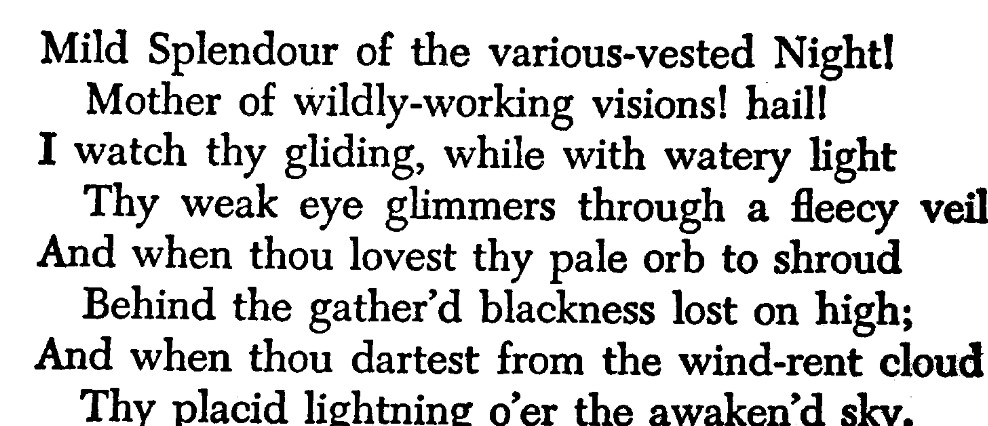 Mild Splendour of the various-vested Night!
Mother of wildly-working visions! hail!
I watch thy gliding, while with watery light
Thy weak eye glimmers through a fleecy veil
And when thou lovest thy pale orb to shroud
Behind the gather'd blackness lost on high;
And when thou dartest from the wind-rent cloud
Thy placid lightning o'er the awaken'd sky.